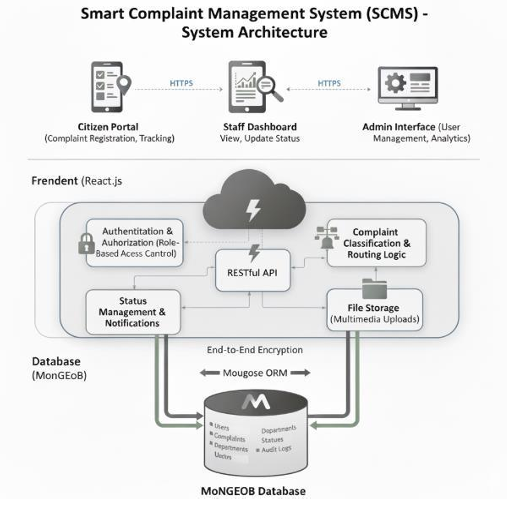 Smart Complaint Management System (SCMS) -
System Architecture
HTTPS
HTTPS
Citizen Portal
(Complaint Registration, Tracking)
Staff Dashboard
View, Update Status
Admin Interface (User
Management, Analytics)
Frendent (React.js
Authentitation &
Auhorization (Role-
Based Acess Control)
RESTful API
Complaint
Classification &
Routing Logic
Status
Management &
Notifications
File Storage
(Multimedia Uploads)
Database
(MonGEoB)
End-to-End Encryption
Mougose ORM
M
Users
Complaints
Departments
Departments
Statues
Audit Logs
MoNGEOB Database